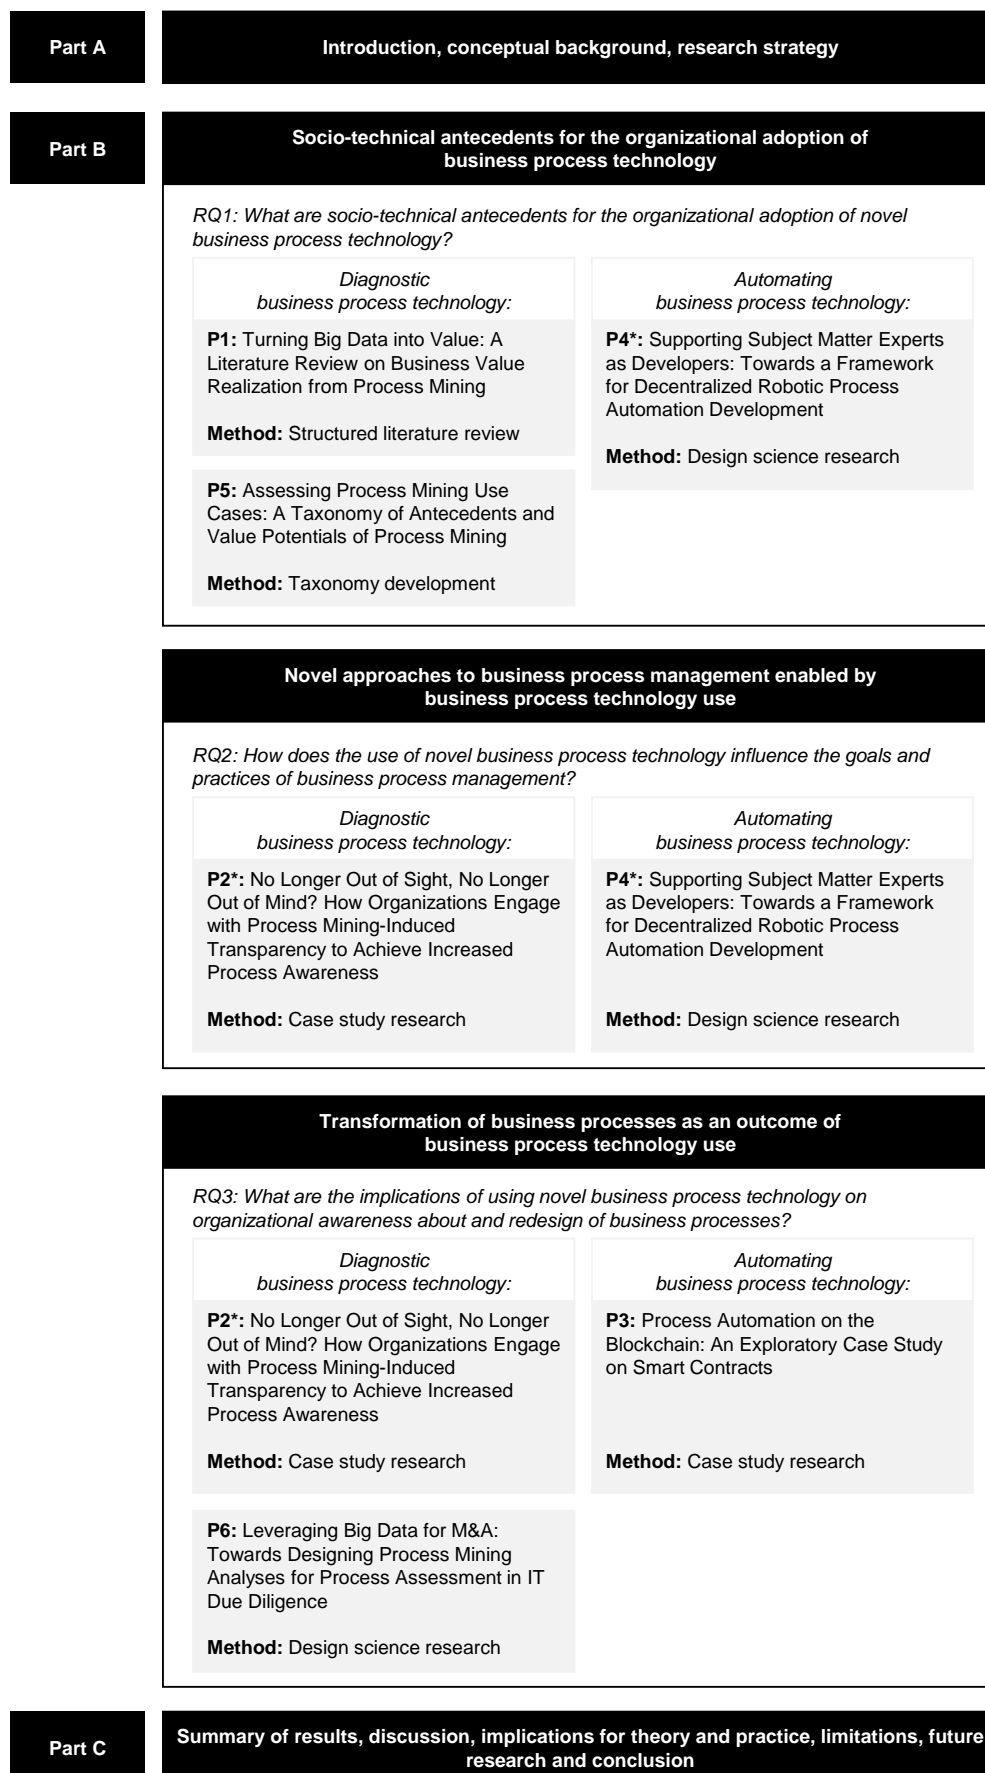 Part A
Introduction, conceptual background, research strategy
Part B
Socio-technical antecedents for the organizational adoption of
business process technology
RQ1: What are socio-technical antecedents for the organizational adoption of novel
business process technology?
Diagnostic
business process technology:
P1: Turning Big Data into Value: A
Literature Review on Business Value
Realization from Process Mining
Method: Structured literature review
P5: Assessing Process Mining Use
Cases: A Taxonomy of Antecedents and
Value Potentials of Process Mining
Method: Taxonomy development
Automating
business process technology:
P4*: Supporting Subject Matter Experts
as Developers: Towards a Framework
for Decentralized Robotic Process
Automation Development
Method: Design science research
Novel approaches to business process management enabled by
business process technology use
RQ2: How does the use of novel business process technology influence the goals and
practices of business process management?
Diagnostic
business process technology:
P2*: No Longer Out of Sight, No Longer
Out of Mind? How Organizations Engage
with Process Mining-Induced
Transparency to Achieve Increased
Process Awareness
Method: Case study research
Automating
business process technology:
P4*: Supporting Subject Matter Experts
as Developers: Towards a Framework
for Decentralized Robotic Process
Automation Development
Method: Design science research
Transformation of business processes as an outcome of
business process technology use
RQ3: What are the implications of using novel business process technology on
organizational awareness about and redesign of business processes?
Diagnostic
business process technology:
P2*: No Longer Out of Sight, No Longer
Out of Mind? How Organizations Engage
with Process Mining-Induced
Transparency to Achieve Increased
Process Awareness
Method: Case study research
P6: Leveraging Big Data for M&A:
Towards Designing Process Mining
Analyses for Process Assessment in IT
Due Diligence
Method: Design science research
Automating
business process technology:
P3: Process Automation on the
Blockchain: An Exploratory Case Study
on Smart Contracts
Method: Case study research
Part C
Summary of results, discussion, implications for theory and practice, limitations, future
research and conclusion